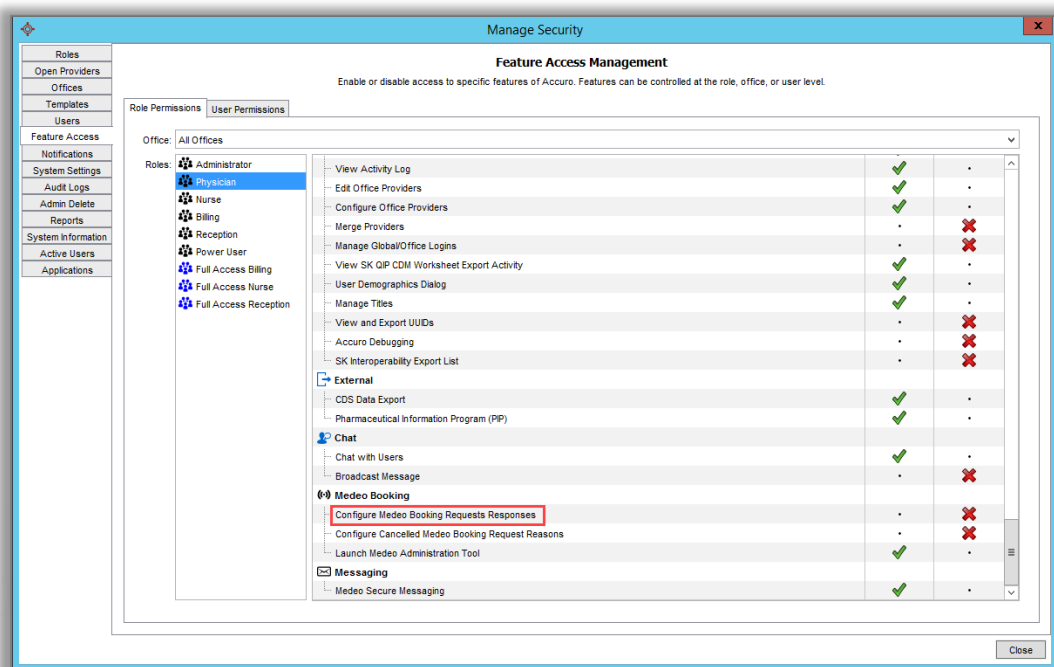 Manage Security
x
Roles
Open Providers
Offices
Templates
Users
Feature Access
Notifications
System Settings
Audit Logs
Admin Delete
Reports
System Information
Active Users
Applications
Feature Access Management
Enable or disable access to specific features of Accuro. Features can be controlled at the role, office, or user level.
Role Permissions User Permissions
Office: All Offices
Roles:
Administrator
Physician
Nurse
Billing
Reception
Power User
Full Access Billing
Full Access Nurse
Full Access Reception
View Activity Log
Edit Office Providers
Configure Office Providers
Merge Providers
Manage Global/Office Logins
View SK QIP CDM Worksheet Export Activity
User Demographics Dialog
Manage Titles
View and Export UUIDs
Accuro Debugging
SK Interoperability Export List
External
CDS Data Export
Pharmaceutical Information Program (PIP)
Chat
Chat with Users
Broadcast Message
Medeo Booking
Configure Medeo Booking Requests Responses
Configure Cancelled Medeo Booking Request Reasons
Launch Medeo Administration Tool
Messaging
Medeo Secure Messaging
Close